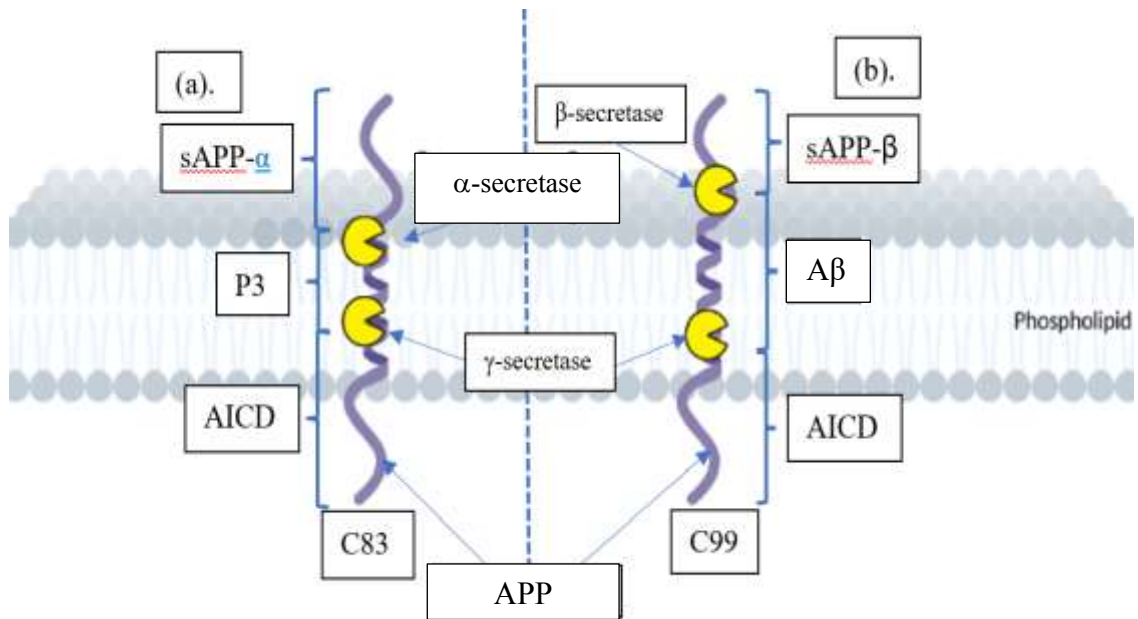 (a).
(b).
β-secretase
sAPP-α
sAPP-β
α-secretase
P3
Aβ
Phospholipid
γ-secretase
AICD
AICD
C83
C99
APP